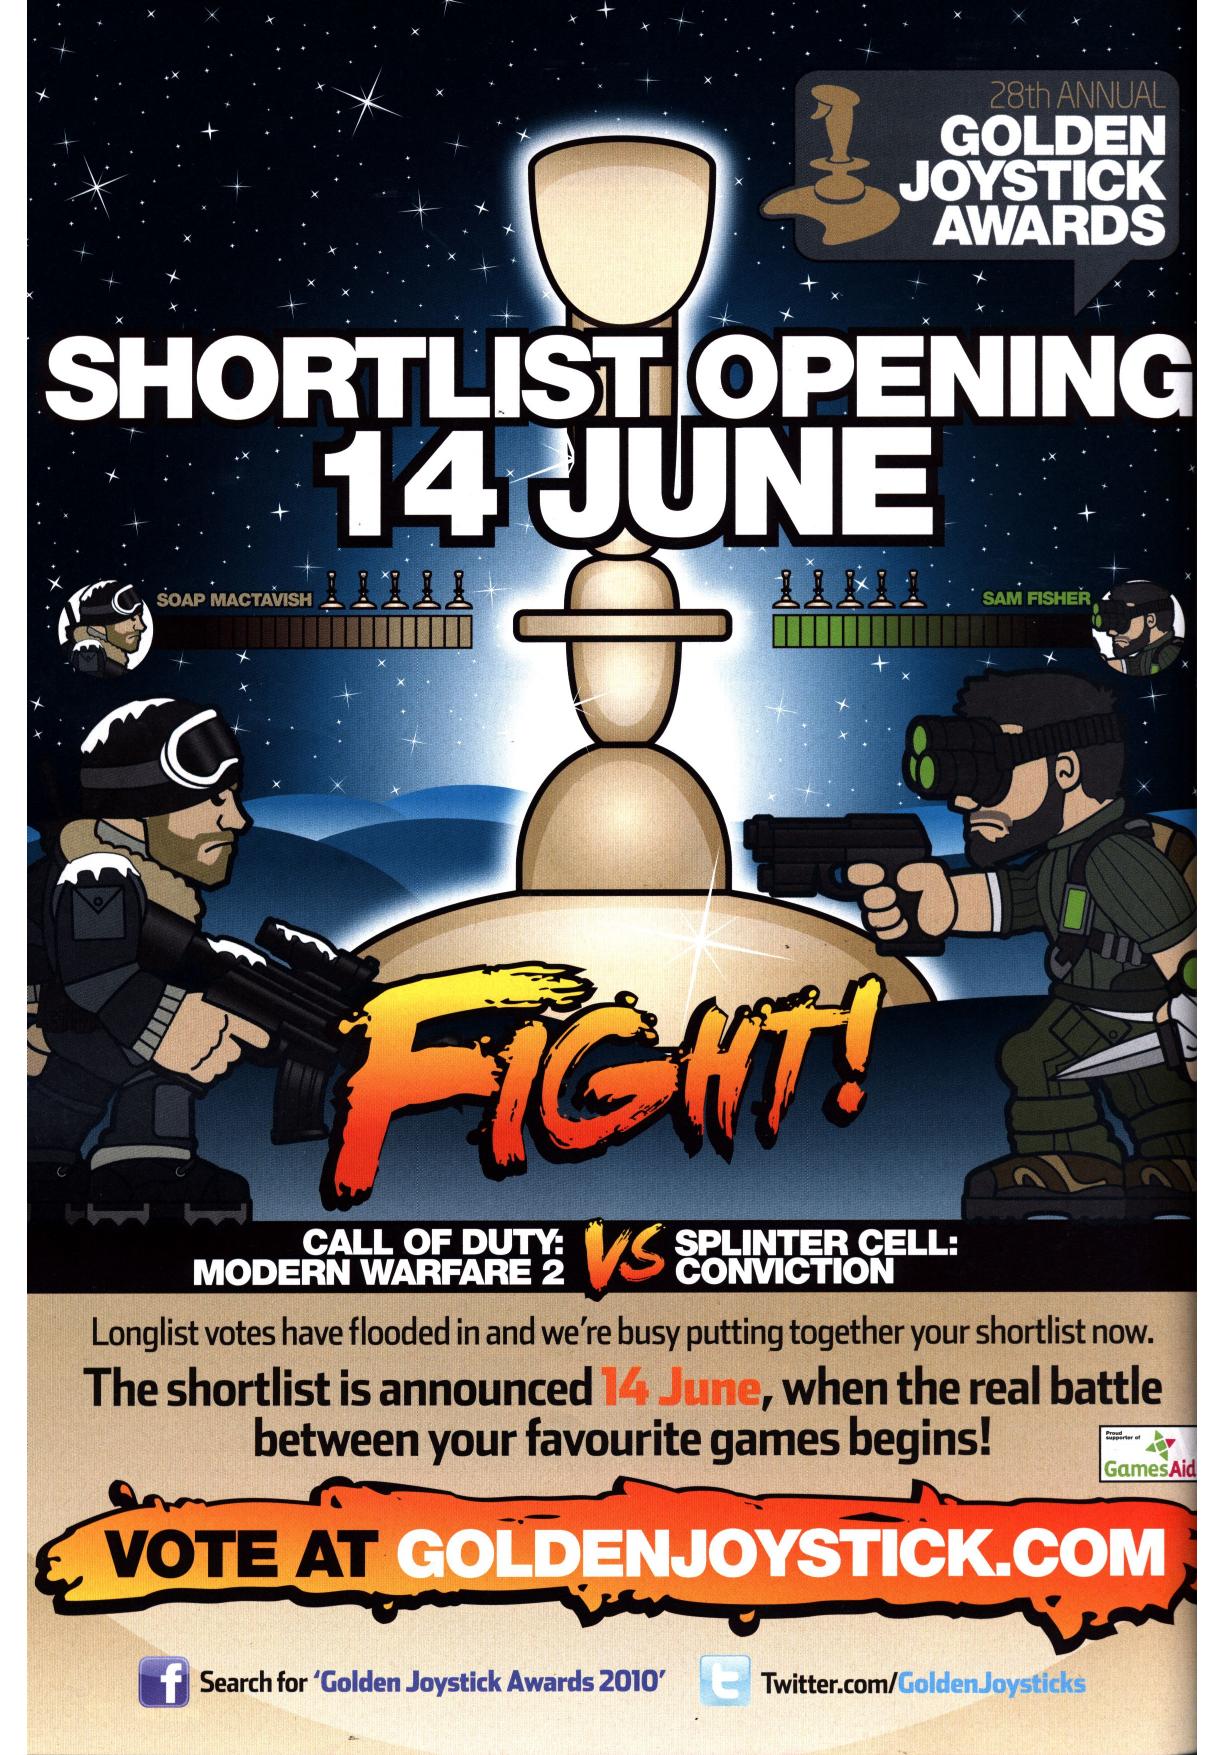 28th ANNUAL
GOLDEN
JOYSTICK
AWARDS
SHORTLIST OPENING
14 JUNE
SOAP MACTAVISH
SAM FISHER
FIGHT!
CALL OF DUTY:
MODERN WARFARE 2
VS
SPLINTER CELL:
CONVICTION
Longlist votes have flooded in and we're busy putting together your shortlist now.
The shortlist is announced 14 June, when the real battle
between your favourite games begins!
Proud
supporter of
GamesAid
VOTE AT GOLDENJOYSTICK.COM
f Search for 'Golden Joystick Awards 2010'
t Twitter.com/GoldenJoysticks